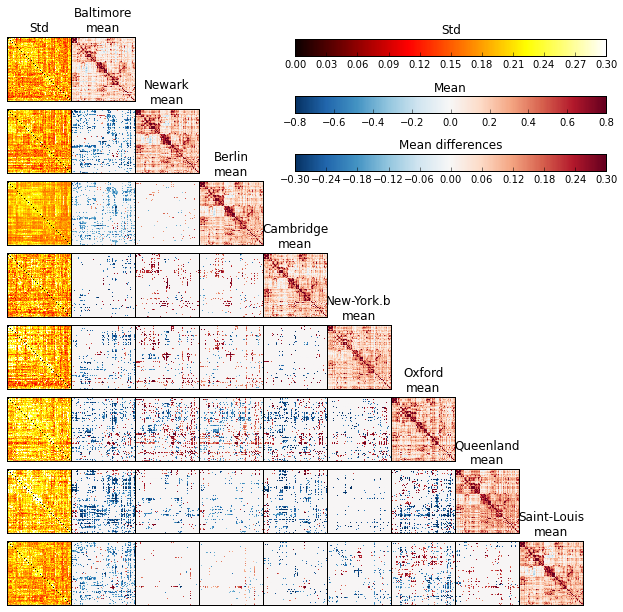 Std
Baltimore
mean
Newark
mean
Berlin
mean
Cambridge
mean
New-York.b
mean
Oxford
mean
Queenland
mean
Saint-Louis
mean
Std
0.00 0.03 0.06 0.09 0.12 0.15 0.18 0.21 0.24 0.27 0.30
Mean
−0.8 −0.6 −0.4 −0.2 0.0 0.2 0.4 0.6 0.8
Mean differences
−0.30 −0.24 −0.18 −0.12 −0.06 0.00 0.06 0.12 0.18 0.24 0.30